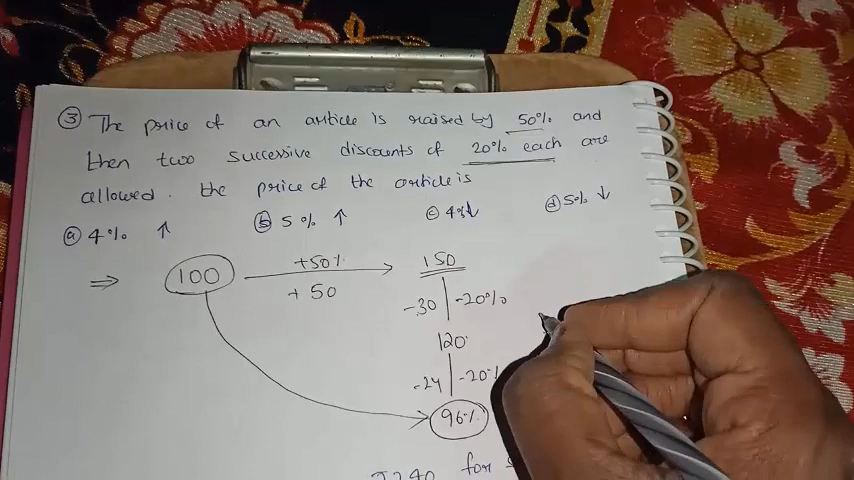 ③ The price of an article is raised by 50% and
then two successive discounts of 20% each are
allowed. the price of the article is
ⓐ 4% ↑ ⓑ 5% ↑ ⓒ 4%↓ ⓓ 5% ↓
⇒ 100 +50% 150
+ 50
-30 -20%
120
-24 -20%
96%
₹240 for